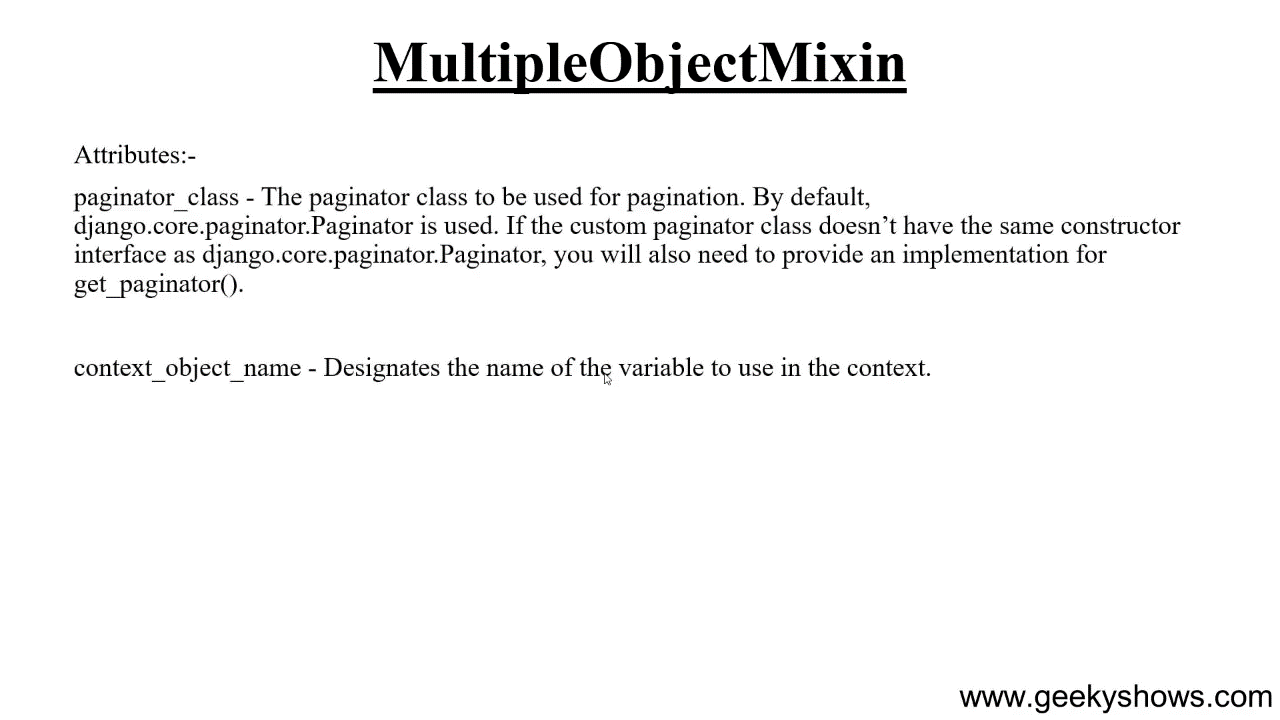 MultipleObjectMixin
Attributes:-
paginator_class - The paginator class to be used for pagination. By default,
django.core.paginator.Paginator is used. If the custom paginator class doesn’t have the same constructor
interface as django.core.paginator.Paginator, you will also need to provide an implementation for
get_paginator().
context_object_name - Designates the name of the variable to use in the context.
www.geekyshows.com